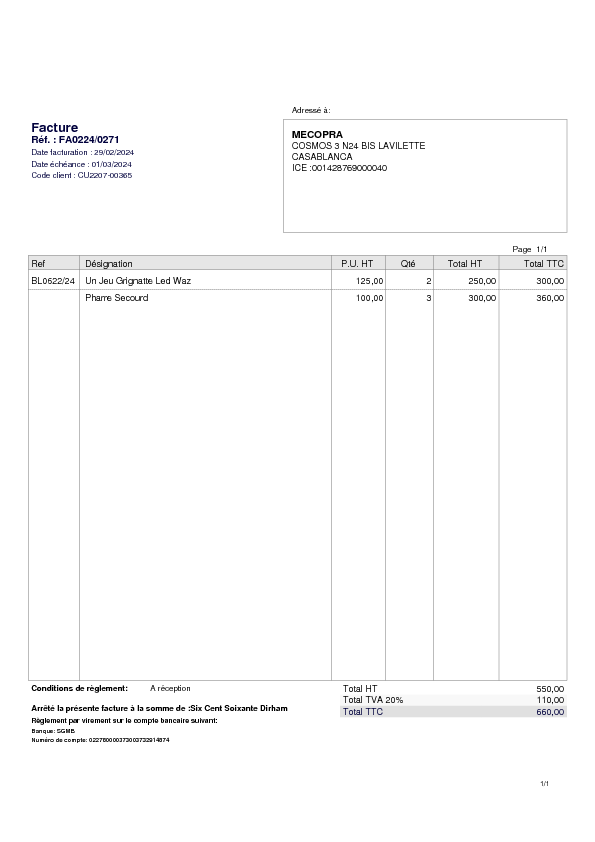 Adressé à:
Facture
Réf. : FA0224/0271
Date facturation : 29/02/2024
Date échéance : 01/03/2024
Code client : CU2207-00365
MECOPRA
COSMOS 3 N24 BIS LAVILETTE
CASABLANCA
ICE :001428769000040
Page 1/1
Ref Désignation P.U. HT Qté Total HT Total TTC
BL0622/24 Un Jeu Grignatte Led Waz 125,00 2 250,00 300,00
Pharre Secourd 100,00 3 300,00 360,00
Conditions de règlement: A réception
Total HT 550,00
Total TVA 20% 110,00
Total TTC 660,00
Arrêté la présente facture à la somme de :Six Cent Soixante Dirham
Règlement par virement sur le compte bancaire suivant:
Banque: SGMB
Numéro de compte:
1/1